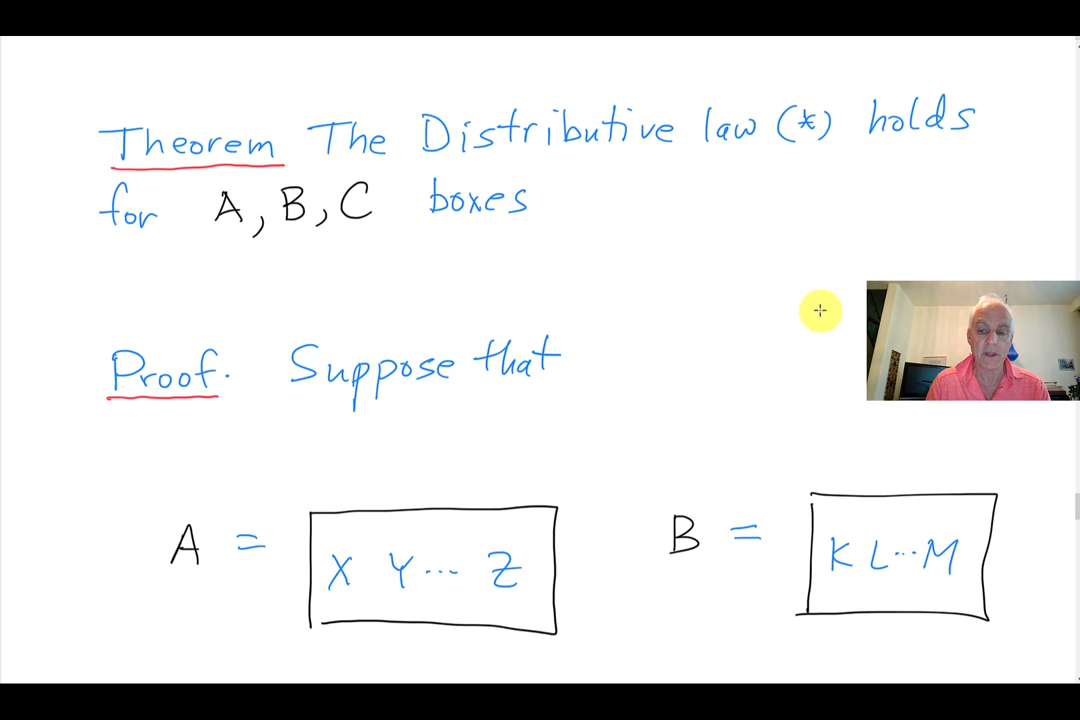 Theorem The Distributive law (*) holds
for A, B, C boxes
Proof. Suppose that
A = X Y ... Z B = K L ... M